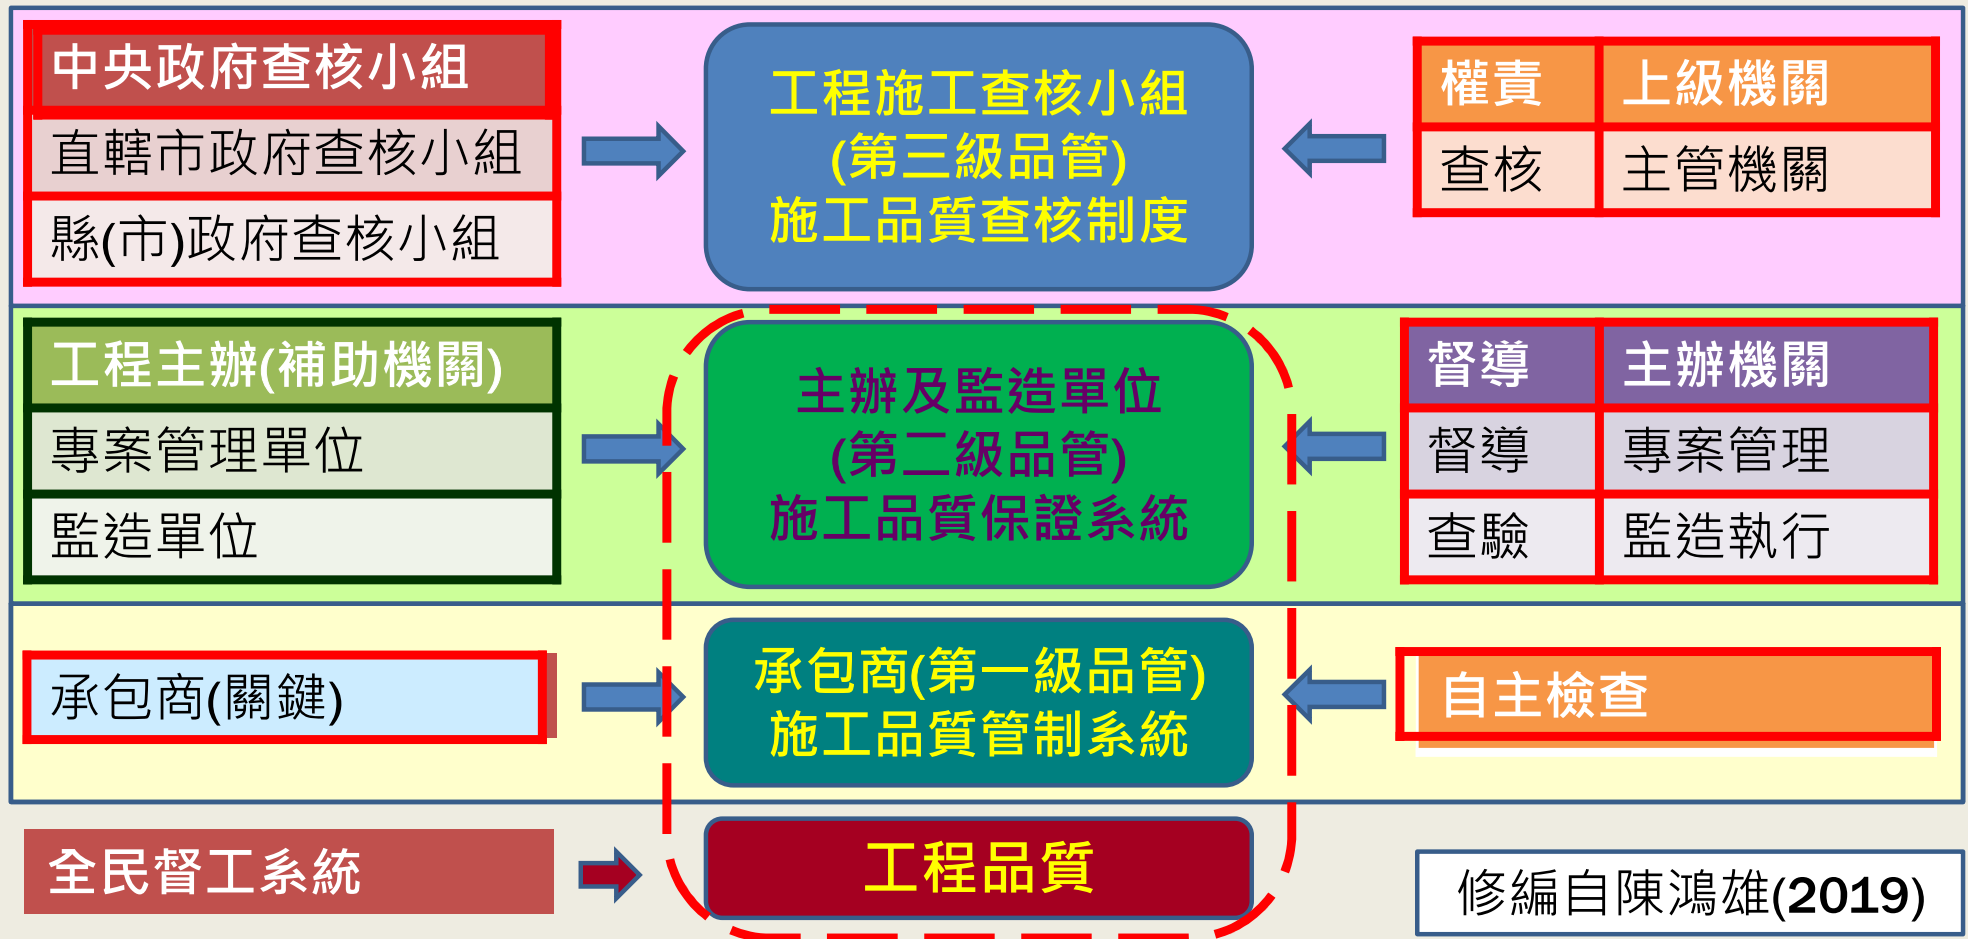 中央政府查核小組
直轄市政府查核小組
縣(市)政府查核小組
工程施工查核小組
(第三級品管)
施工品質查核制度
權責 上級機關
查核 主管機關
工程主辦(補助機關)
專案管理單位
監造單位
主辦及監造單位
(第二級品管)
施工品質保證系統
督導 主辦機關
督導 專案管理
查驗 監造執行
承包商(關鍵)
承包商(第一級品管)
施工品質管制系統
自主檢查
全民督工系統
工程品質
修編自陳鴻雄(2019)